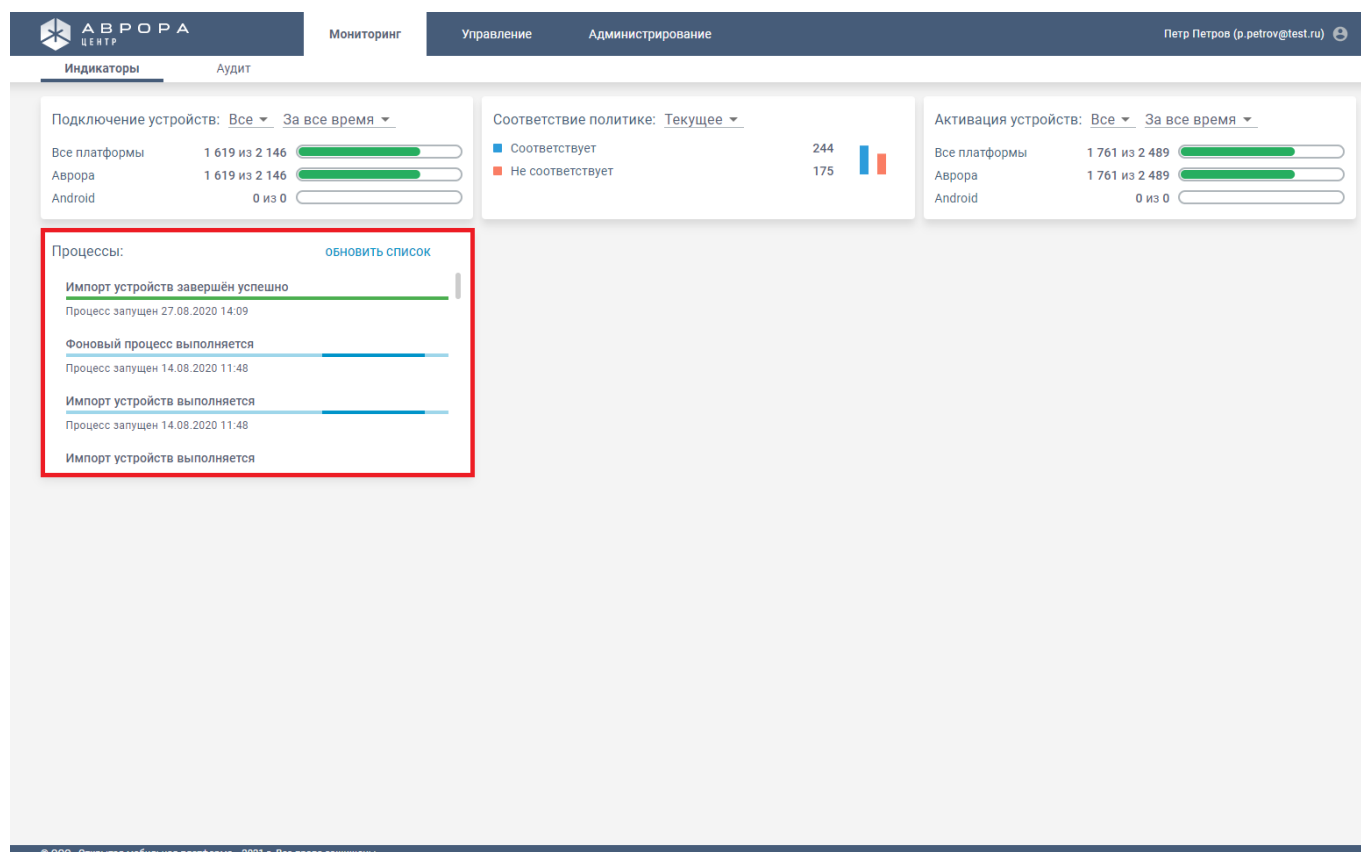 АВРОРА
ЦЕНТР
Мониторинг Управление Администрирование Петр Петров (p.petrov@test.ru)
Индикаторы Аудит
Подключение устройств: Все За все время
Все платформы 1 619 из 2 146
Аврора 1 619 из 2 146
Android 0 из 0
Соответствие политике: Текущее
Соответствует 244
Не соответствует 175
Активация устройств: Все За все время
Все платформы 1 761 из 2 489
Аврора 1 761 из 2 489
Android 0 из 0
Процессы: ОБНОВИТЬ СПИСОК
Импорт устройств завершён успешно
Процесс запущен 27.08.2020 14:09
Фоновый процесс выполняется
Процесс запущен 14.08.2020 11:48
Импорт устройств выполняется
Процесс запущен 14.08.2020 11:48
Импорт устройств выполняется